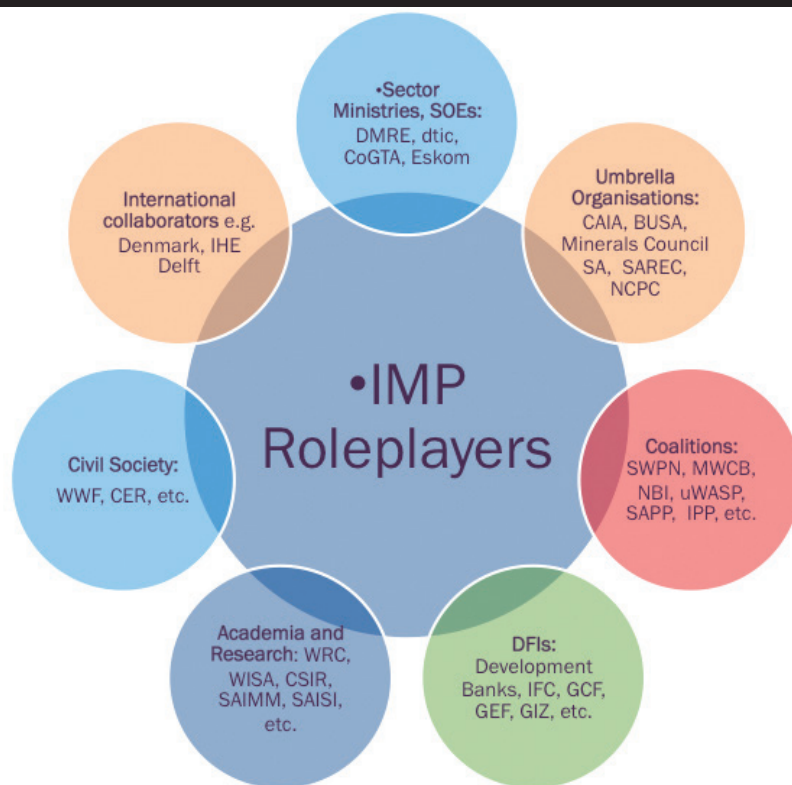 •Sector
Ministries, SOEs:
DMRE, dtic,
CoGTA, Eskom
Umbrella
Organisations:
CAIA, BUSA,
Minerals Council
SA, SAREC,
NCPC
Coalitions:
SWPN, MWCB,
NBI, uWASP,
SAPP, IPP, etc.
DFIs:
Development
Banks, IFC, GCF,
GEF, GIZ, etc.
Academia and
Research: WRC,
WISA, CSIR,
SAIMM, SAISI,
etc.
Civil Society:
WWF, CER, etc.
International
collaborators e.g.
Denmark, IHE
Delft
•IMP
Roleplayers